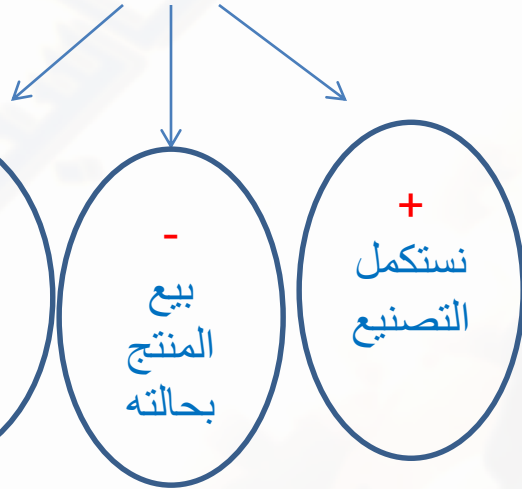 +
نستكمل
التصنيع
-
بيع
المنتج
بحالته